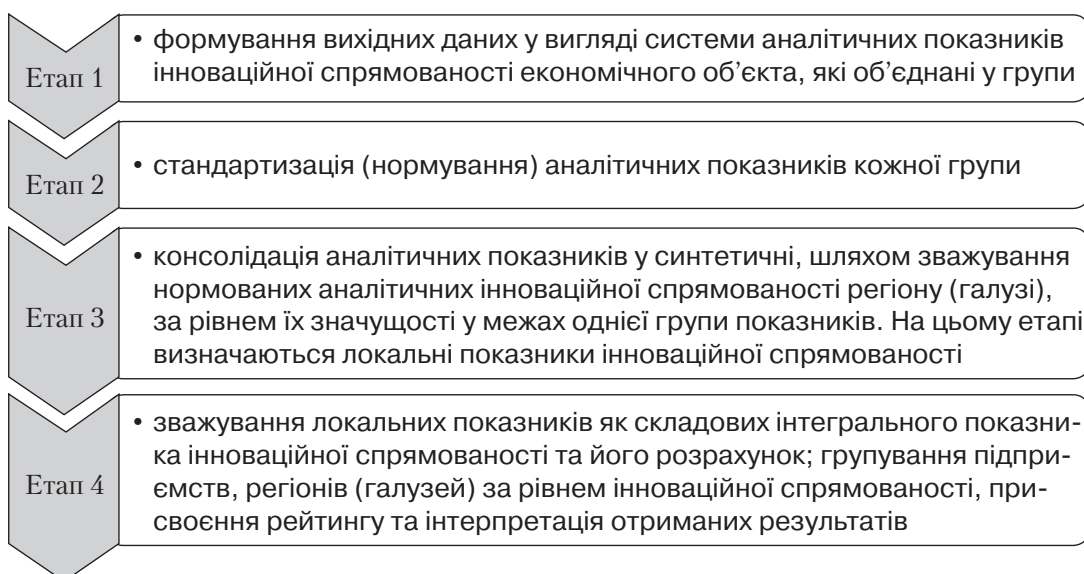 Етап 1
• формування вихідних даних у вигляді системи аналітичних показників
інноваційної спрямованості економічного об’єкта, які об’єднані у групи
Етап 2
• стандартизація (нормування) аналітичних показників кожної групи
Етап 3
• консолідація аналітичних показників у синтетичні, шляхом зважування
нормованих аналітичних інноваційної спрямованості регіону (галузі),
за рівнем їх значущості у межах однієї групи показників. На цьому етапі
визначаються локальні показники інноваційної спрямованості
Етап 4
• зважування локальних показників як складових інтегрального показни-
ка інноваційної спрямованості та його розрахунок; групування підпри-
ємств, регіонів (галузей) за рівнем інноваційної спрямованості, при-
своєння рейтингу та інтерпретація отриманих результатів